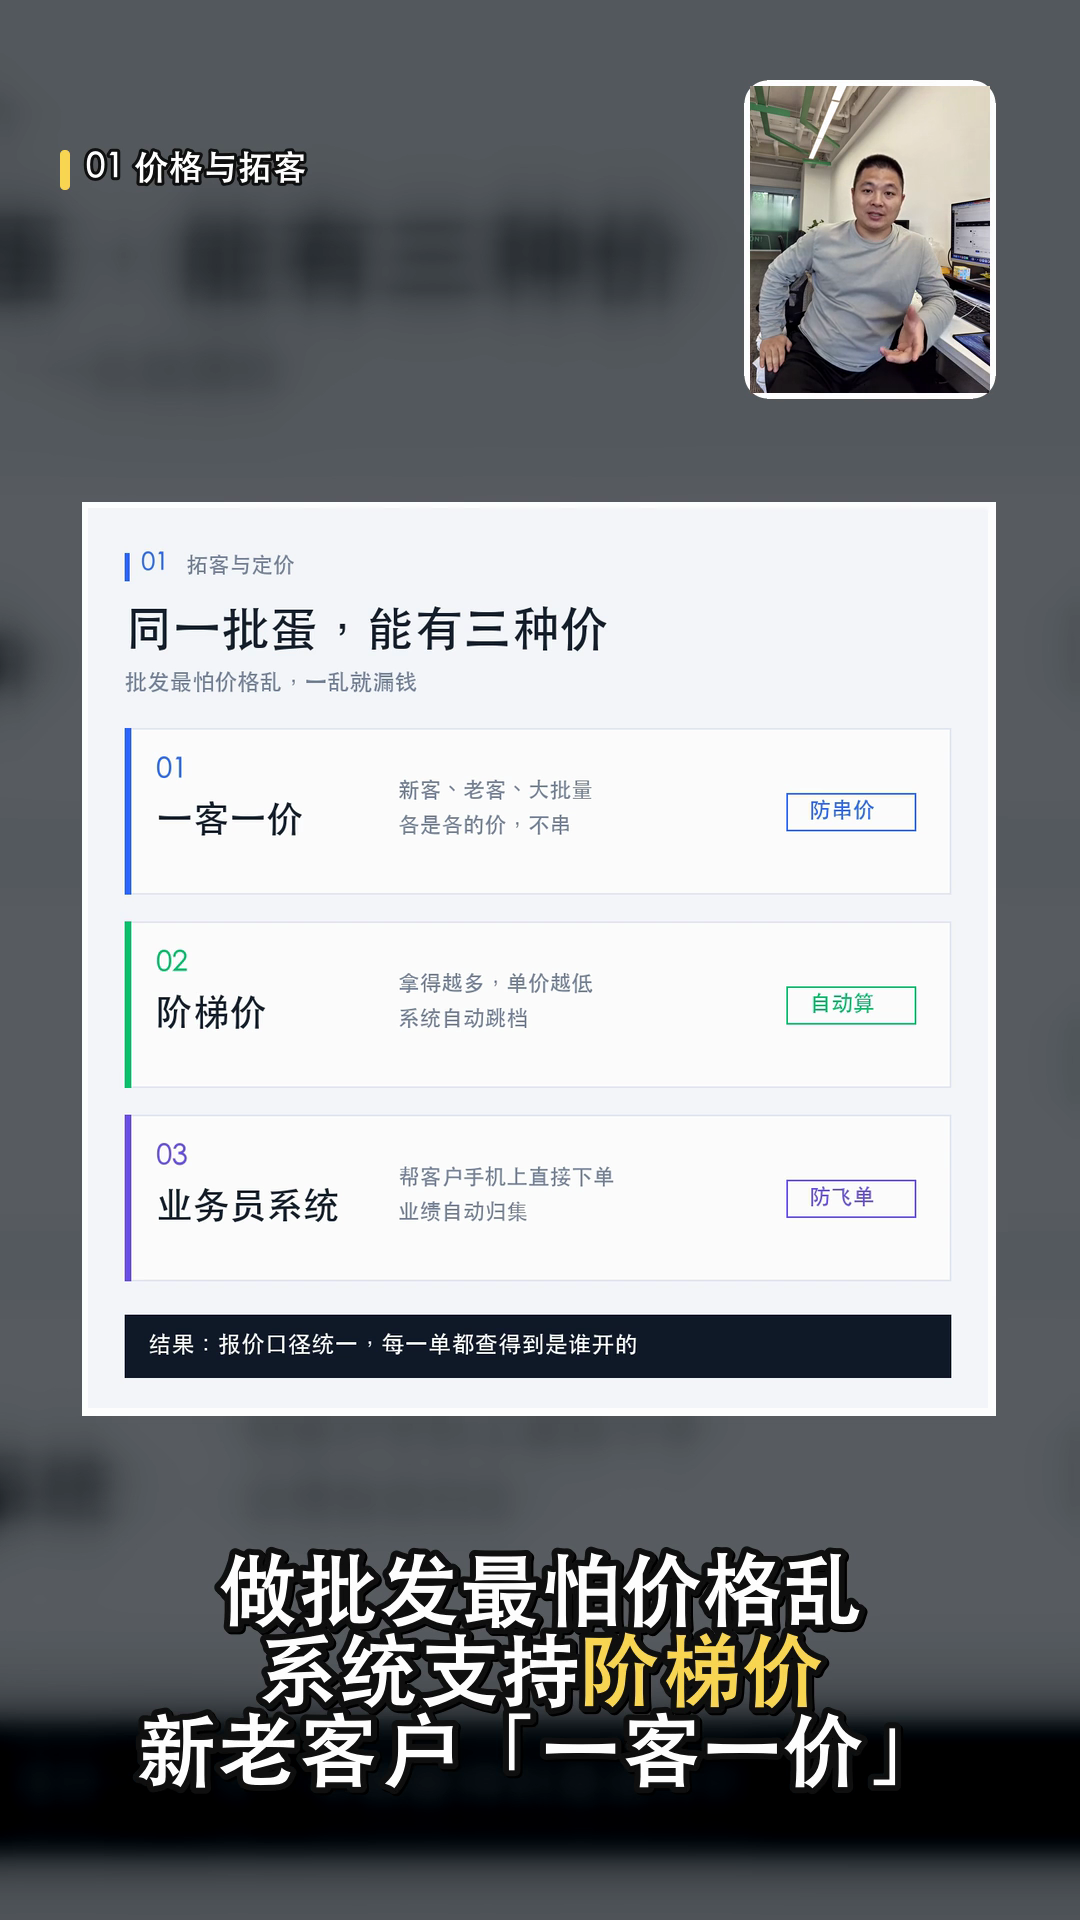 01 价格与拓客
01 拓客与定价
同一批蛋，能有三种价
批发最怕价格乱，一乱就漏钱
01
一客一价
新客、老客、大批量
各是各的价，不串
防串价
02
阶梯价
拿得越多，单价越低
系统自动跳档
自动算
03
业务员系统
帮客户手机上直接下单
业绩自动归集
防飞单
结果：报价口径统一，每一单都查得到是谁开的
做批发最怕价格乱
系统支持阶梯价
新老客户「一客一价」